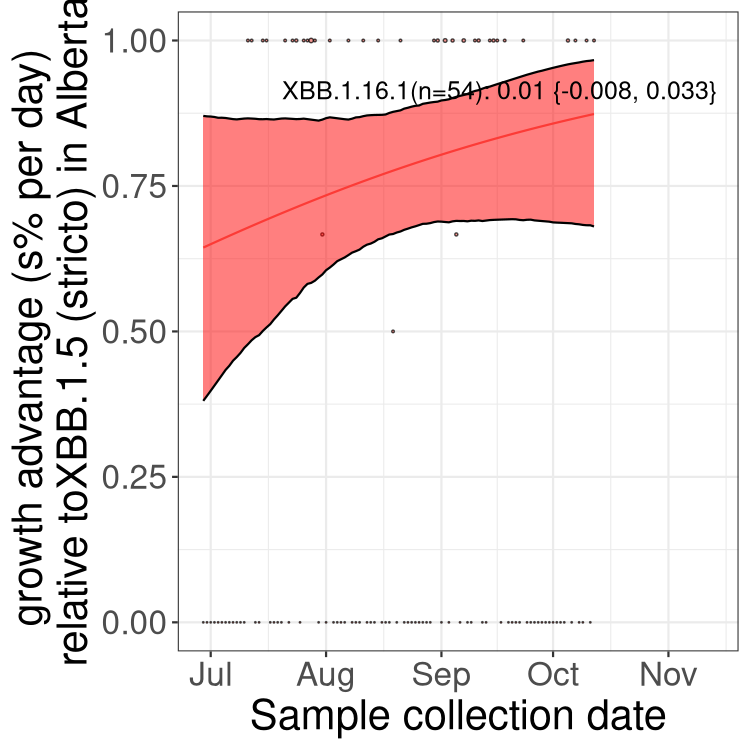 growth advantage (s% per day)
relative toXBB.1.5 (stricto) in Alberta
1.00
0.75
0.50
0.25
0.00
XBB.1.16.1(n=54): 0.01 {-0.008, 0.033}
Jul
Aug
Sep
Oct
Nov
Sample collection date